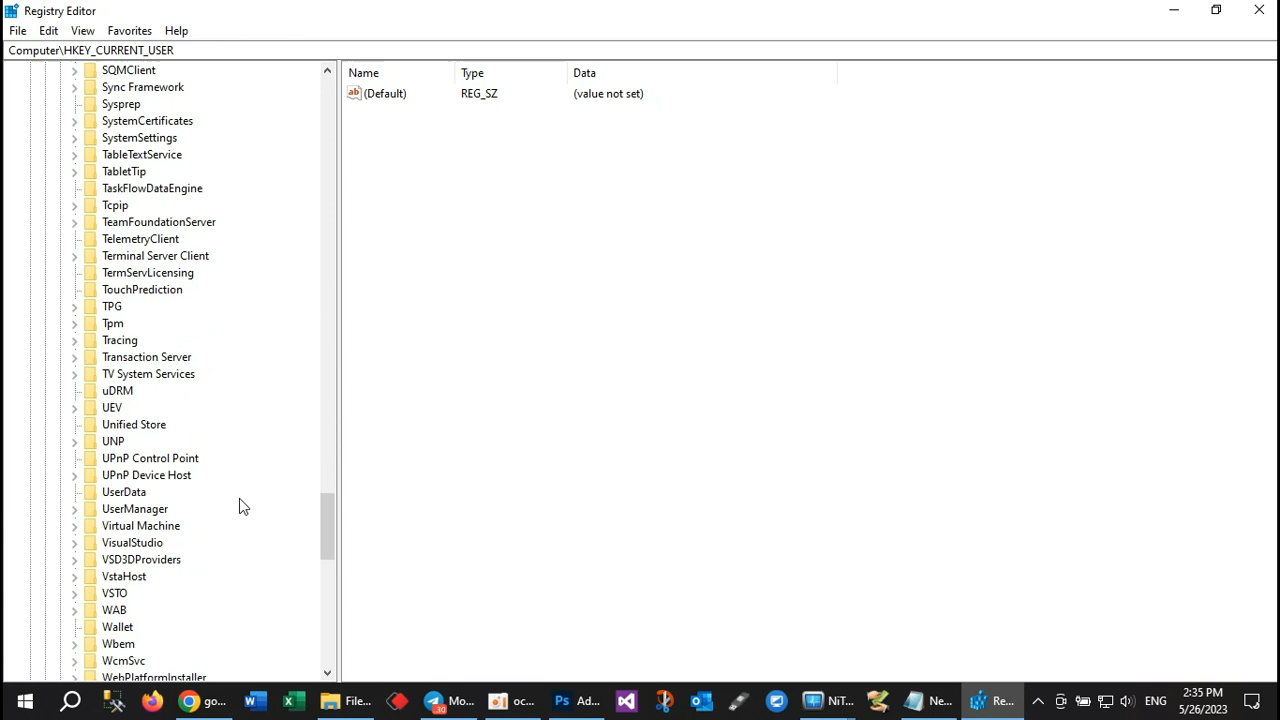 Registry Editor
File Edit View Favorites Help
Computer\HKEY_CURRENT_USER
Name Type Data
(Default) REG_SZ (value not set)
SQMClient
Sync Framework
Sysprep
SystemCertificates
SystemSettings
TableTextService
TabletTip
TaskFlowDataEngine
Tcpip
TeamFoundationServer
TelemetryClient
Terminal Server Client
TermServLicensing
TouchPrediction
TPG
Tpm
Tracing
Transaction Server
TV System Services
uDRM
UEV
Unified Store
UNP
UPnP Control Point
UPnP Device Host
UserData
UserManager
Virtual Machine
VisualStudio
VSD3DProviders
VstaHost
VSTO
WAB
Wallet
Wbem
WcmSvc
WebPlatformInstaller
go... File... Mo... oc... Ad... NiT... Ne... Re... ENG 2:35 PM
5/26/2023